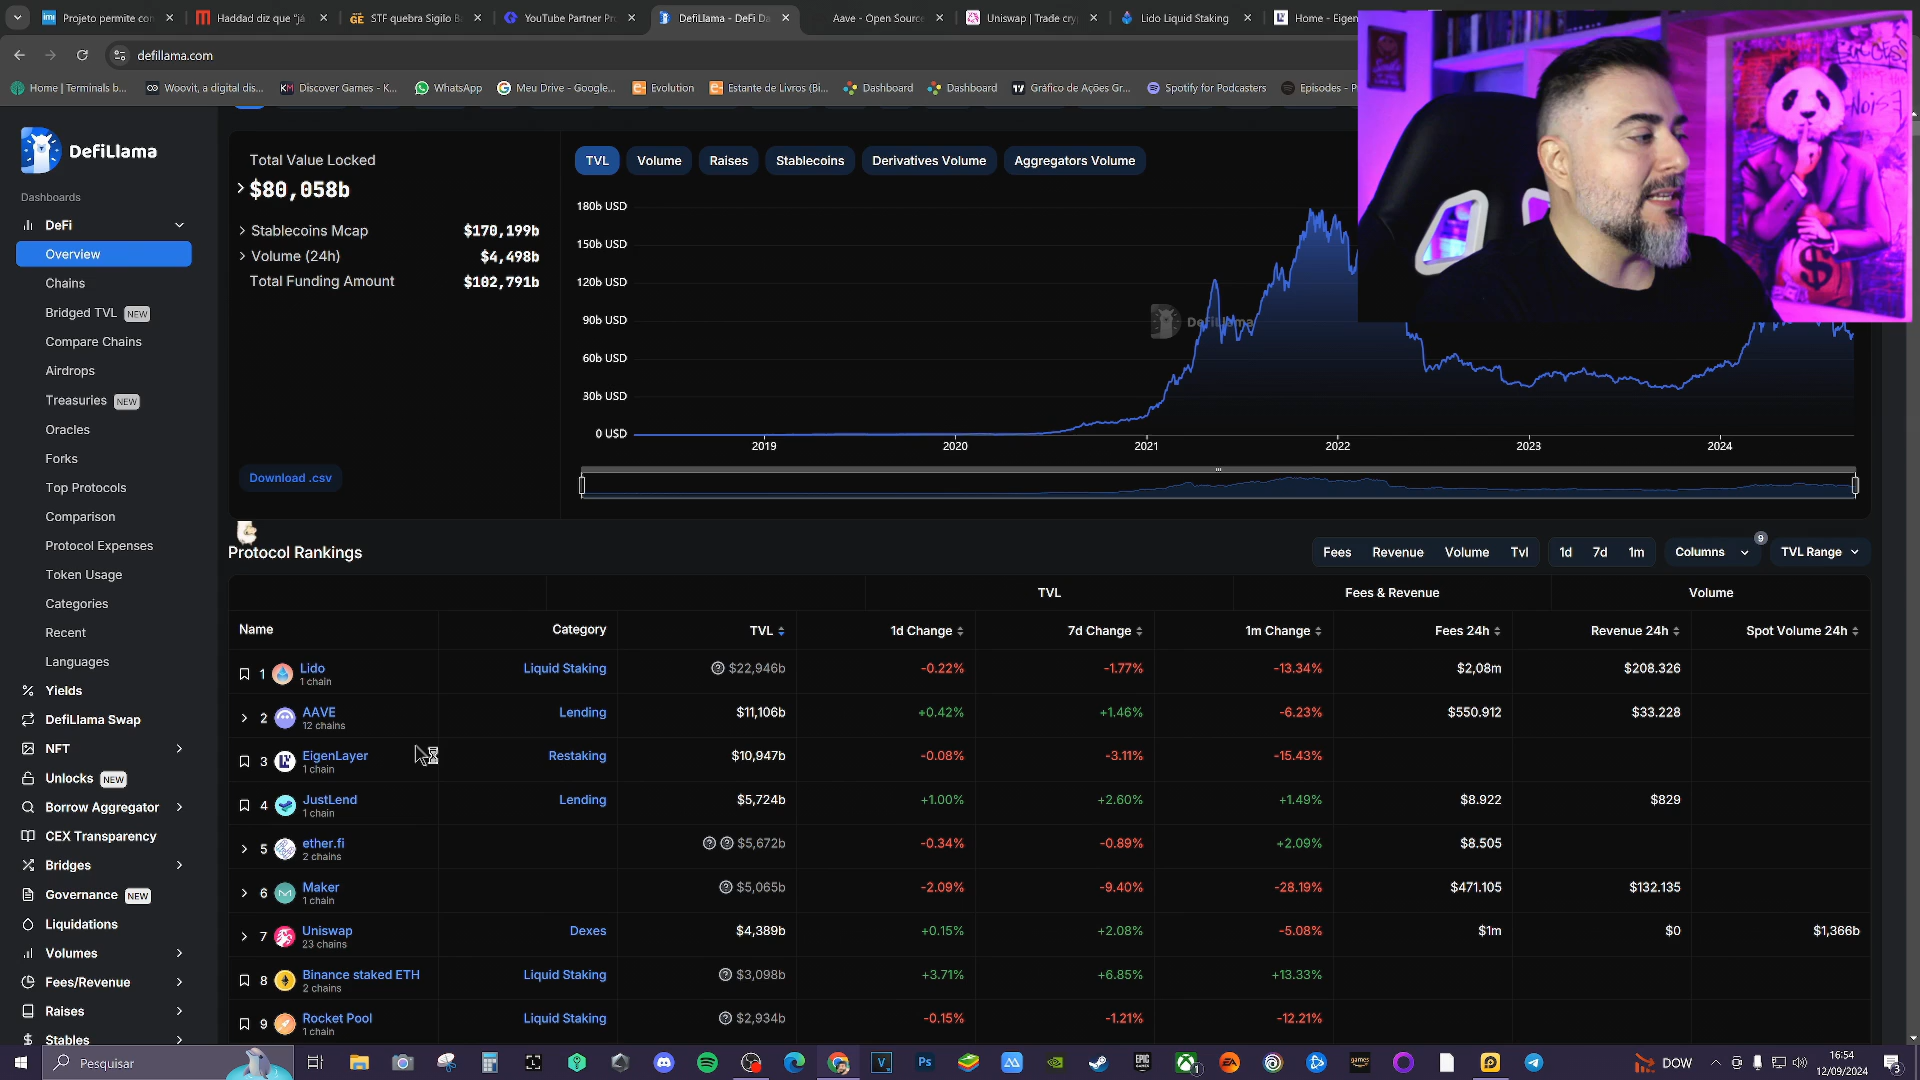 Projeto permite con
Haddad diz que "já
STF quebra Sigilo Ba
YouTube Partner Pr
DefiLlama - DeFi Da
Aave - Open Source
Uniswap | Trade cryp
Lido Liquid Staking
Home - Eigen
defillama.com
Home | Terminals b...
Woovit, a digital dis...
Discover Games - K...
WhatsApp
Meu Drive - Google...
Evolution
Estante de Livros (Bi...
Dashboard
Dashboard
Gráfico de Ações Gr...
Spotify for Podcasters
Episodes - P
DefiLlama
Dashboards
DeFi
Overview
Chains
Bridged TVL NEW
Compare Chains
Airdrops
Treasuries NEW
Oracles
Forks
Top Protocols
Comparison
Protocol Expenses
Token Usage
Categories
Recent
Languages
Yields
DefiLlama Swap
NFT
Unlocks NEW
Borrow Aggregator
CEX Transparency
Bridges
Governance NEW
Liquidations
Volumes
Fees/Revenue
Raises
Stables
Total Value Locked
$80,058b
Stablecoins Mcap $170,199b
Volume (24h) $4,498b
Total Funding Amount $102,791b
Download .csv
TVL Volume Raises Stablecoins Derivatives Volume Aggregators Volume
180b USD
150b USD
120b USD
90b USD
60b USD
30b USD
0 USD
DefiLlama
2019 2020 2021 2022 2023 2024
Protocol Rankings
Fees Revenue Volume Tvl 1d 7d 1m Columns 9 TVL Range
TVL Fees & Revenue Volume
Name Category TVL 1d Change 7d Change 1m Change Fees 24h Revenue 24h Spot Volume 24h
1 Lido Liquid Staking $22,946b -0.22% -1.77% -13.34% $2,08m $208.326
1 chain
2 AAVE Lending $11,106b +0.42% +1.46% -6.23% $550.912 $33.228
12 chains
3 EigenLayer Restaking $10,947b -0.08% -3.11% -15.43%
1 chain
4 JustLend Lending $5,724b +1.00% +2.60% +1.49% $8.922 $829
1 chain
5 ether.fi $5,672b -0.34% -0.89% +2.09% $8.505
2 chains
6 Maker $5,065b -2.09% -9.40% -28.19% $471.105 $132.135
1 chain
7 Uniswap Dexes $4,389b +0.15% +2.08% -5.08% $1m $0 $1,366b
23 chains
8 Binance staked ETH Liquid Staking $3,098b +3.71% +6.85% +13.33%
2 chains
9 Rocket Pool Liquid Staking $2,934b -0.15% -1.21% -12.21%
1 chain
Pesquisar
DOW
16:54
12/09/2024
3